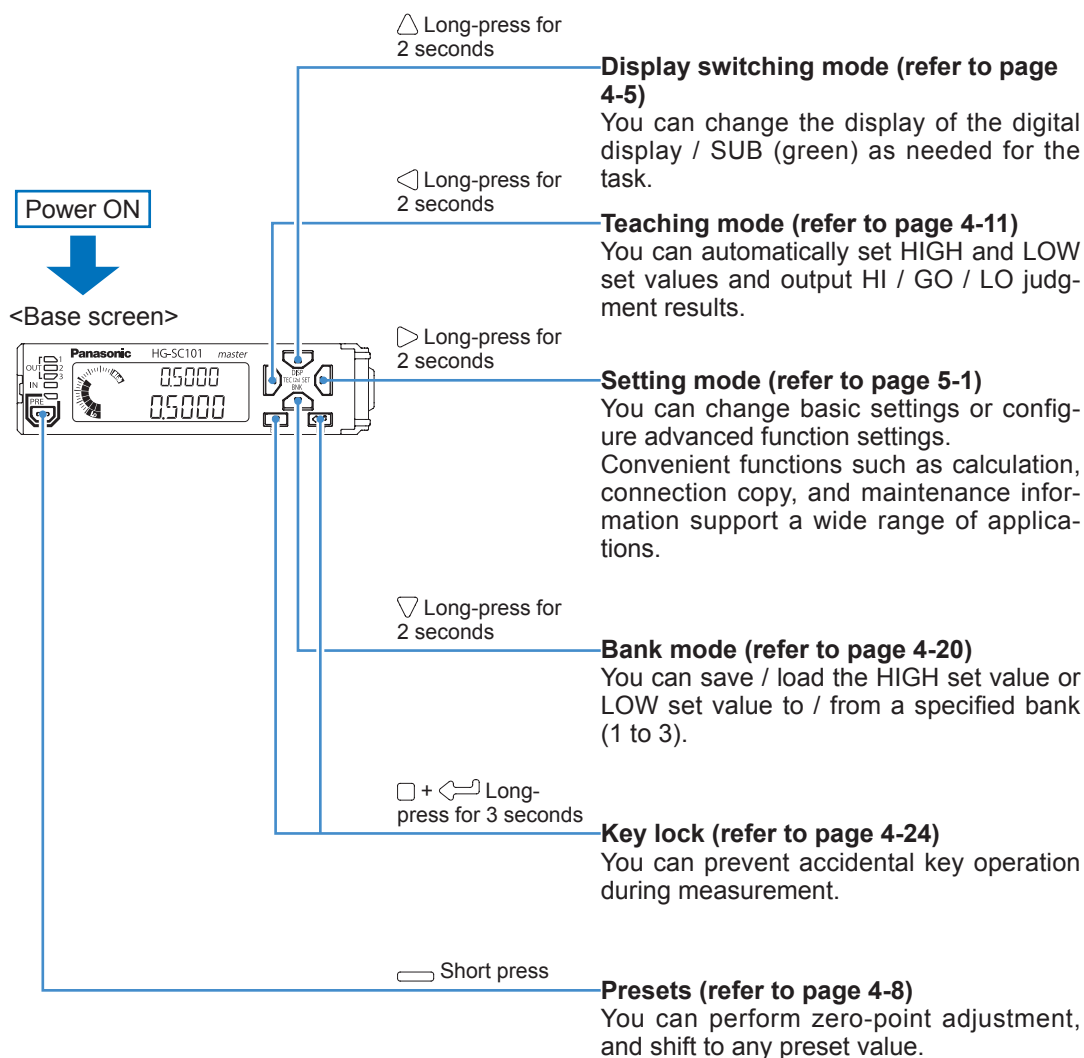 Long-press for
2 seconds
Display switching mode (refer to page
4-5)
You can change the display of the digital
display / SUB (green) as needed for the
task.
Long-press for
2 seconds
Power ON
Teaching mode (refer to page 4-11)
You can automatically set HIGH and LOW
set values and output HI / GO / LO judg-
ment results.
<Base screen>
Long-press for
2 seconds
Panasonic HG-SC101 master
OUT 1
2
3
IN
PRE
0.5000
0.5000
DISP
TEC SET
BNK
Setting mode (refer to page 5-1)
You can change basic settings or config-
ure advanced function settings.
Convenient functions such as calculation,
connection copy, and maintenance infor-
mation support a wide range of applica-
tions.
Long-press for
2 seconds
Bank mode (refer to page 4-20)
You can save / load the HIGH set value or
LOW set value to / from a specified bank
(1 to 3).
+ Long-
press for 3 seconds
Key lock (refer to page 4-24)
You can prevent accidental key operation
during measurement.
Short press
Presets (refer to page 4-8)
You can perform zero-point adjustment,
and shift to any preset value.